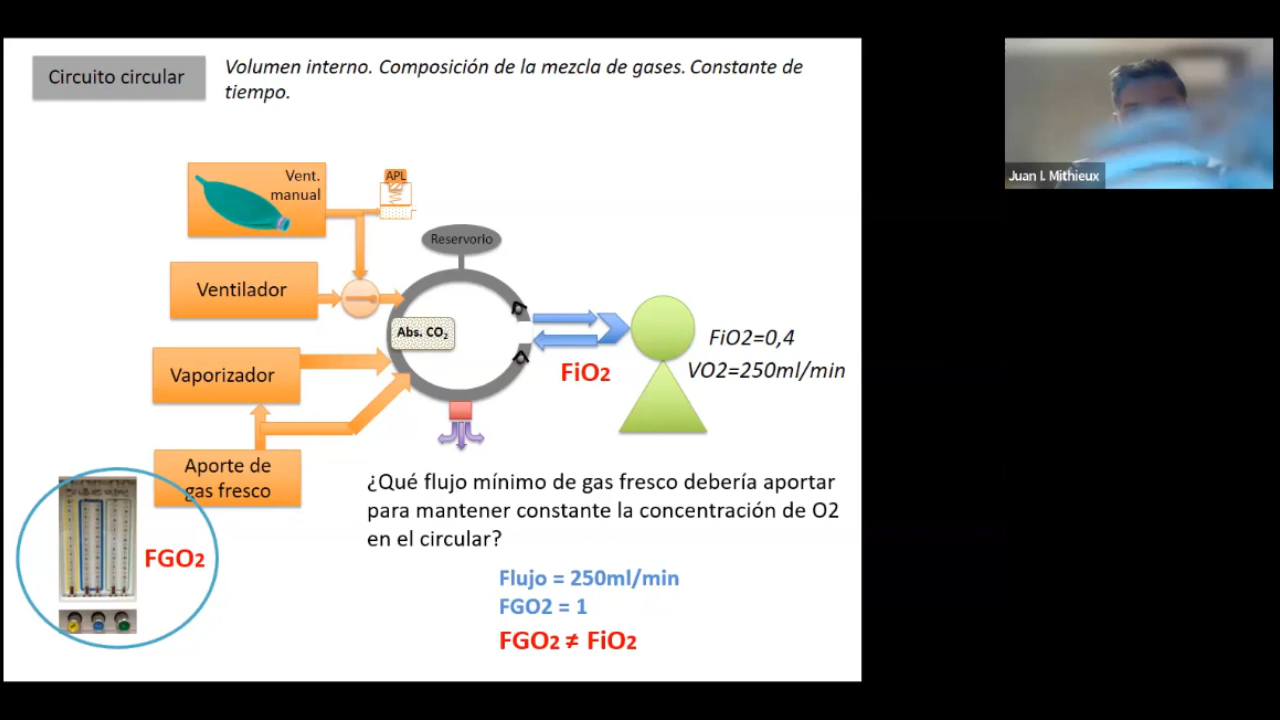 Circuito circular
Volumen interno. Composición de la mezcla de gases. Constante de
tiempo.
Vent.
manual
APL
Reservorio
Ventilador
Abs. CO₂
Vaporizador
FiO2
FiO2=0,4
VO2=250ml/min
Aporte de
gas fresco
FGO2
¿Qué flujo mínimo de gas fresco debería aportar
para mantener constante la concentración de O2
en el circular?
Flujo = 250ml/min
FGO2 = 1
FGO2 ≠ FiO2
Juan I. Mithieux